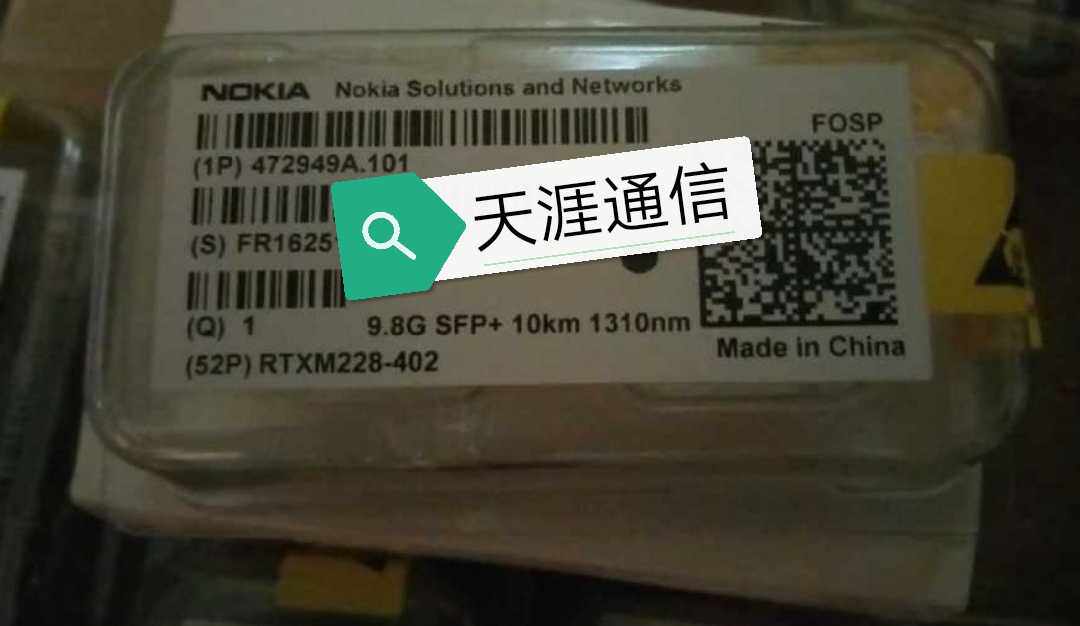 NOKIA Nokia Solutions and Networks
FOSP
(1P) 472949A.101
天涯通信
(S) FR1625
(Q) 1
9.8G SFP+ 10km 1310nm
(52P) RTXM228-402
Made in China